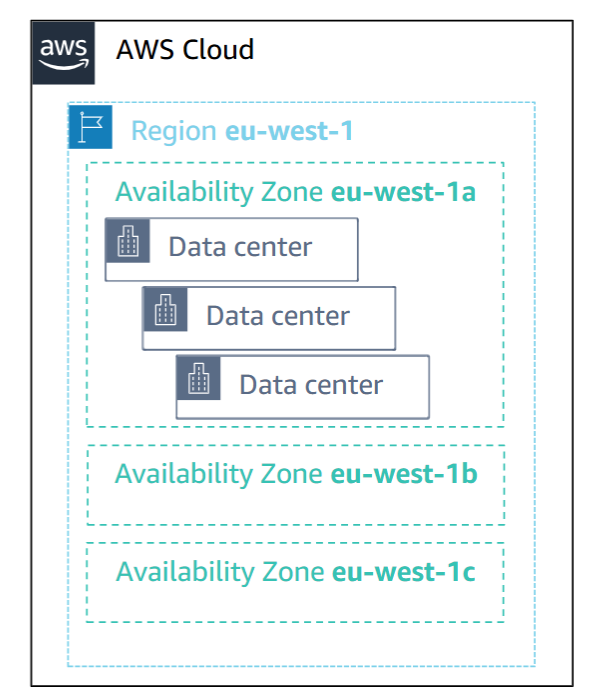 aws
AWS Cloud
Region eu-west-1
Availability Zone eu-west-1a
Data center
Data center
Data center
Availability Zone eu-west-1b
Availability Zone eu-west-1c